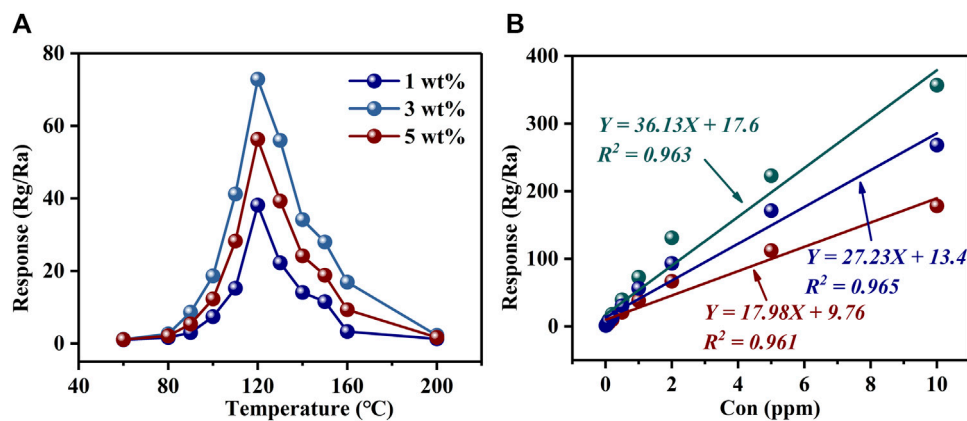 A
80
60
40
20
0
Response (Rg/Ra)
1 wt%
3 wt%
5 wt%
40
80
120
160
200
Temperature (℃)
B
400
300
200
100
0
Response (Rg/Ra)
Y = 36.13X + 17.6
R² = 0.963
Y = 27.23X + 13.4
R² = 0.965
Y = 17.98X + 9.76
R² = 0.961
0
2
4
6
8
10
Con (ppm)